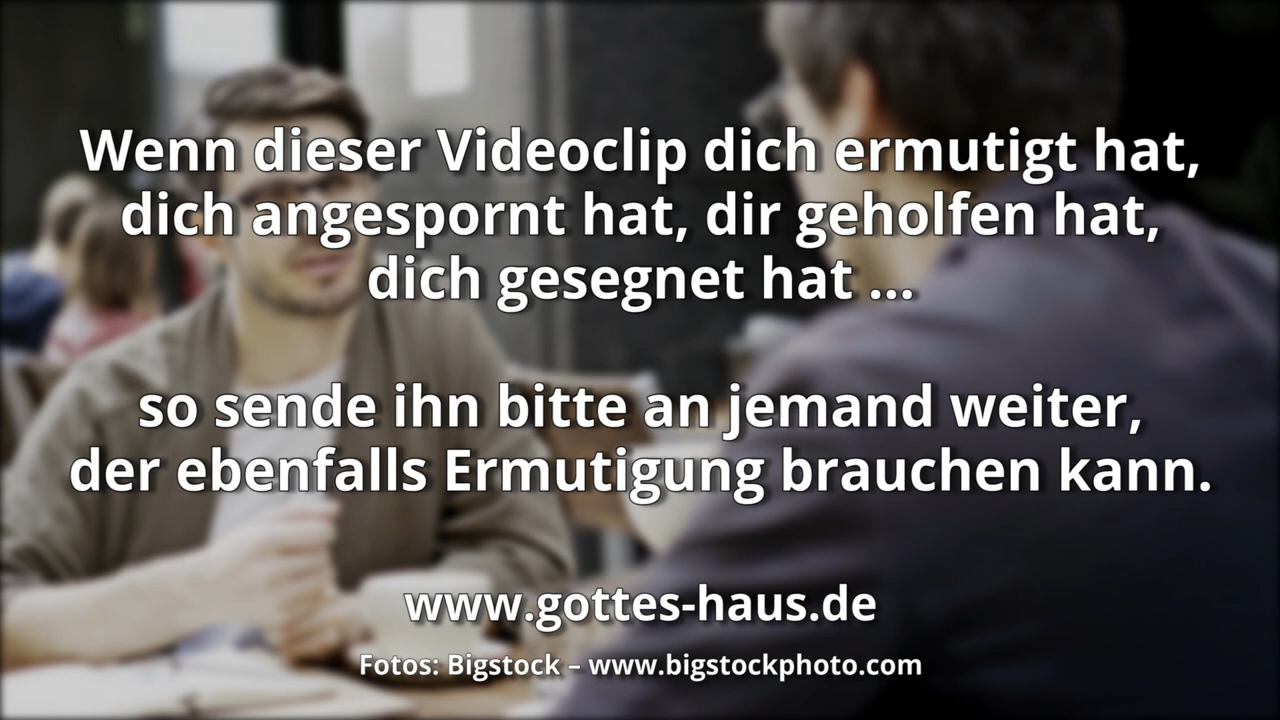 Wenn dieser Videoclip dich ermutigt hat,
dich angespornt hat, dir geholfen hat,
dich gesegnet hat ...
so sende ihn bitte an jemand weiter,
der ebenfalls Ermutigung brauchen kann.
www.gottes-haus.de
Fotos: Bigstock – www.bigstockphoto.com